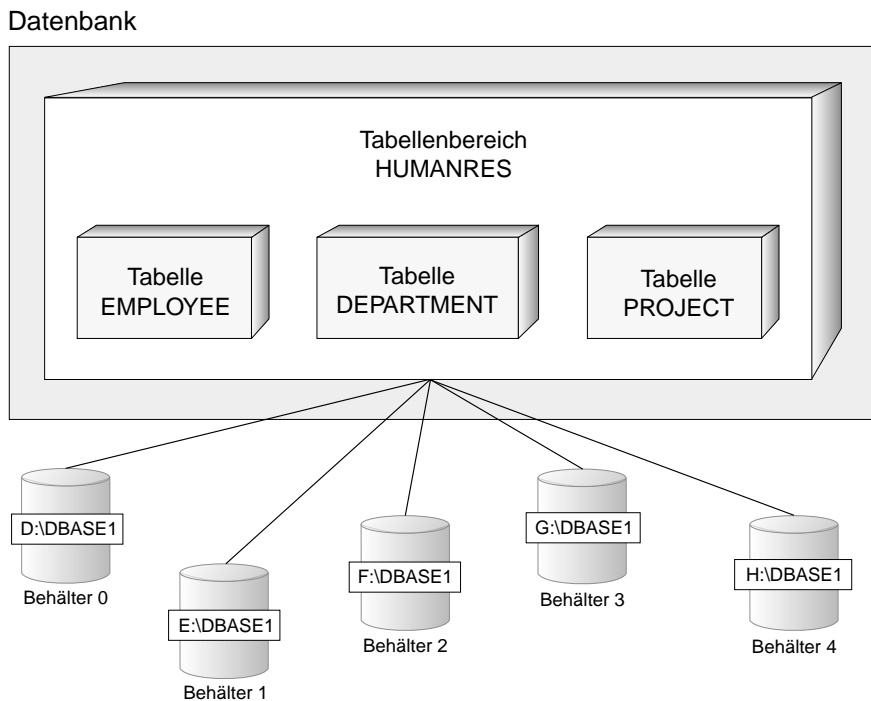 Datenbank
Tabellenbereich
HUMANRES
Tabelle
EMPLOYEE
Tabelle
DEPARTMENT
Tabelle
PROJECT
D:\DBASE1
Behälter 0
E:\DBASE1
Behälter 1
F:\DBASE1
Behälter 2
G:\DBASE1
Behälter 3
H:\DBASE1
Behälter 4